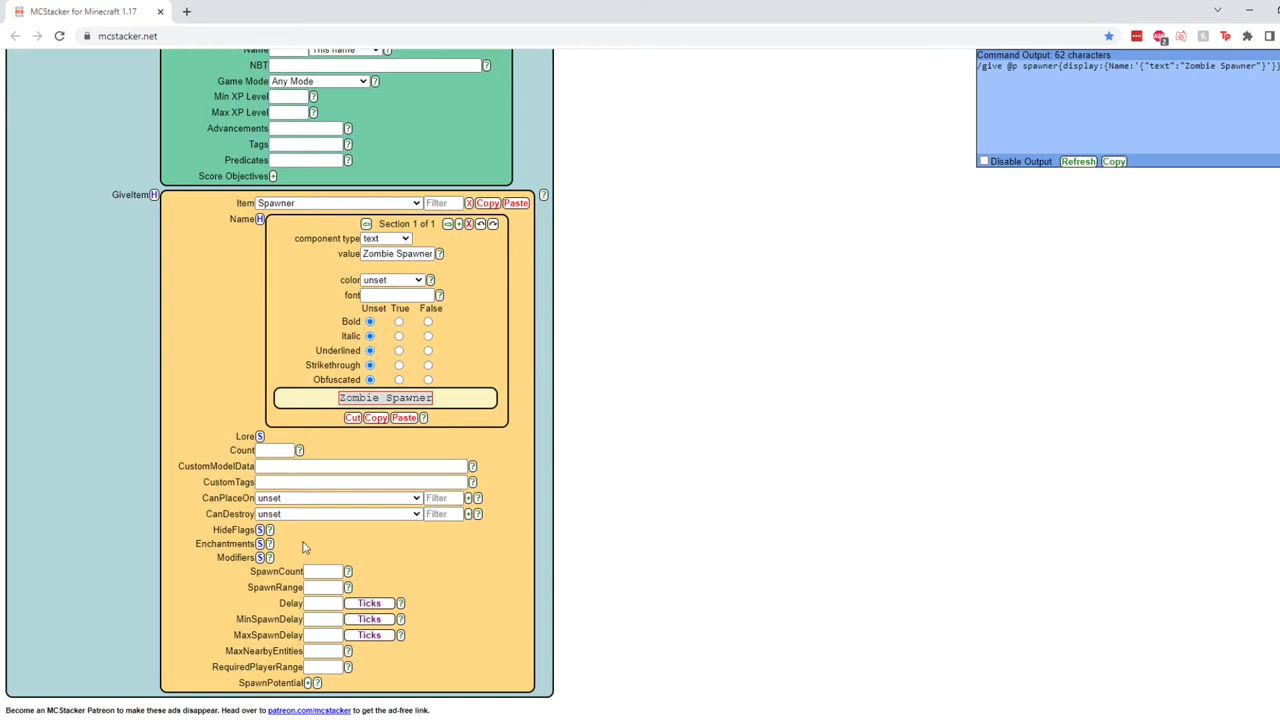 MCStacker for Minecraft 1.17
mcstacker.net
Name This name
NBT ?
Game Mode Any Mode ?
Min XP Level ?
Max XP Level ?
Advancements ?
Tags ?
Predicates ?
Score Objectives +
GiveItem H ?
Item Spawner Filter X Copy Paste
Name H
Section 1 of 1 + X
component type text
value Zombie Spawner ?
color unset ?
font ?
Unset True False
Bold
Italic
Underlined
Strikethrough
Obfuscated
Zombie Spawner
Cut Copy Paste ?
Lore S
Count ?
CustomModelData ?
CustomTags ?
CanPlaceOn unset Filter + ?
CanDestroy unset Filter + ?
HideFlags S ?
Enchantments S ?
Modifiers S ?
SpawnCount ?
SpawnRange ?
Delay Ticks ?
MinSpawnDelay Ticks ?
MaxSpawnDelay Ticks ?
MaxNearbyEntities ?
RequiredPlayerRange ?
SpawnPotential + ?
Become an MCStacker Patreon to make these ads disappear. Head over to patreon.com/mcstacker to get the ad-free link.
Command Output: 62 characters
/give @p spawner{display:{Name:'{"text":"Zombie Spawner"}'}}
Disable Output Refresh Copy